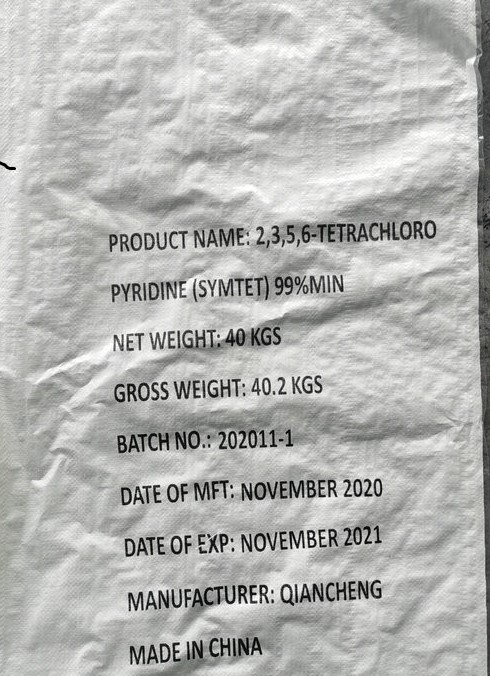 PRODUCT NAME: 2,3,5,6-TETRACHLORO
PYRIDINE (SYMTET) 99%MIN
NET WEIGHT: 40 KGS
GROSS WEIGHT: 40.2 KGS
BATCH NO.: 202011-1
DATE OF MFT: NOVEMBER 2020
DATE OF EXP: NOVEMBER 2021
MANUFACTURER: QIANCHENG
MADE IN CHINA